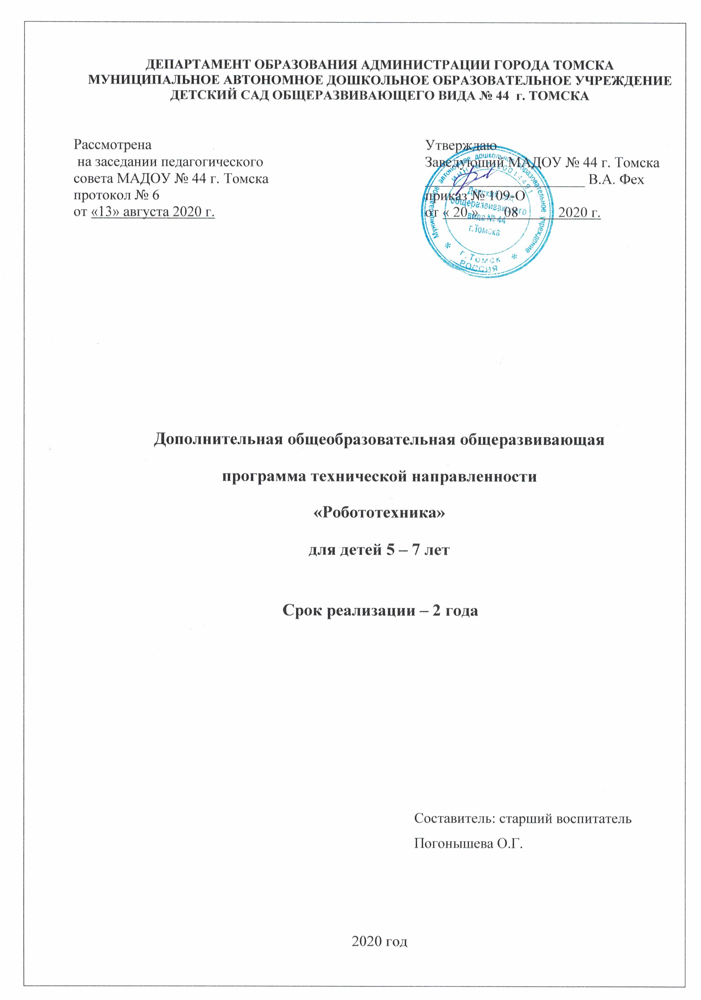 ДЕПАРТАМЕНТ ОБРАЗОВАНИЯ АДМИНИСТРАЦИИ ГОРОДА ТОМСКА
МУНИЦИПАЛЬНОЕ АВТОНОМНОЕ ДОШКОЛЬНОЕ ОБРАЗОВАТЕЛЬНОЕ УЧРЕЖДЕНИЕ
ДЕТСКИЙ САД ОБЩЕРАЗВИВАЮЩЕГО ВИДА № 44 г. ТОМСКА
Рассмотрена
на заседании педагогического
совета МАДОУ № 44 г. Томска
протокол № 6
от «13» августа 2020 г.
Утверждаю
Заведующий МАДОУ № 44 г. Томска
В.А. Фех
приказ № 109-О
от « 20 » 08 2020 г.
Муниципальное автономное дошкольное образовательное учреждение
ИНН
Детский сад
общеразвивающего
вида № 44
г. Томска
г. Томск
РОССИЯ
Дополнительная общеобразовательная общеразвивающая
программа технической направленности
«Робототехника»
для детей 5 – 7 лет
Срок реализации – 2 года
Составитель: старший воспитатель
Погонышева О.Г.
2020 год